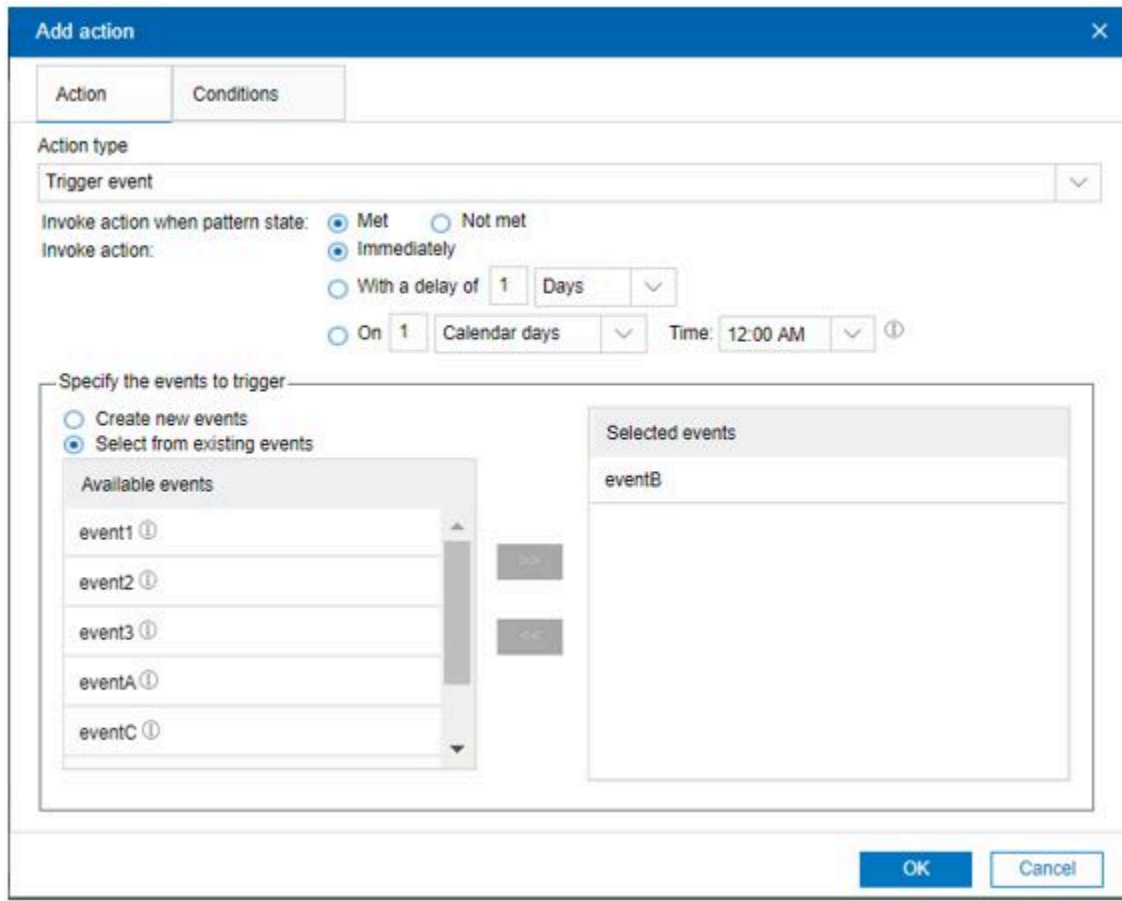 Add action
Action Conditions
Action type
Trigger event
Invoke action when pattern state: Met Not met
Invoke action: Immediately
With a delay of 1 Days
On 1 Calendar days Time: 12:00 AM
Specify the events to trigger
Create new events
Select from existing events
Selected events
Available events
eventB
event1
event2
>>
event3
<<
eventA
eventC
OK Cancel